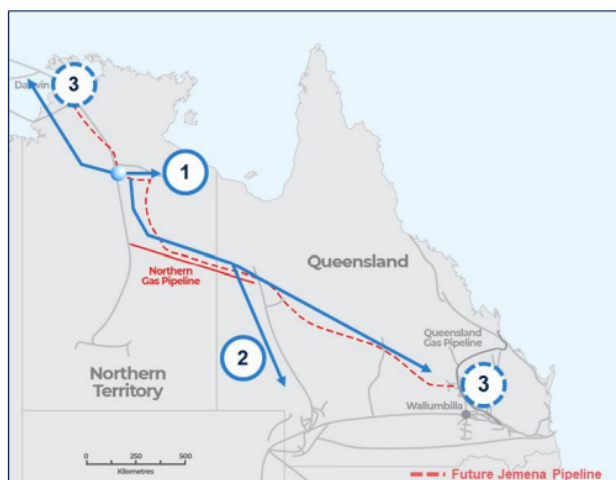 Darwin
3
1
Northern
Gas Pipeline
Queensland
2
Northern
Territory
Queensland
Gas Pipeline
3
Wallumbilla
0 250 500
Kilometres
Future Jemena Pipeline